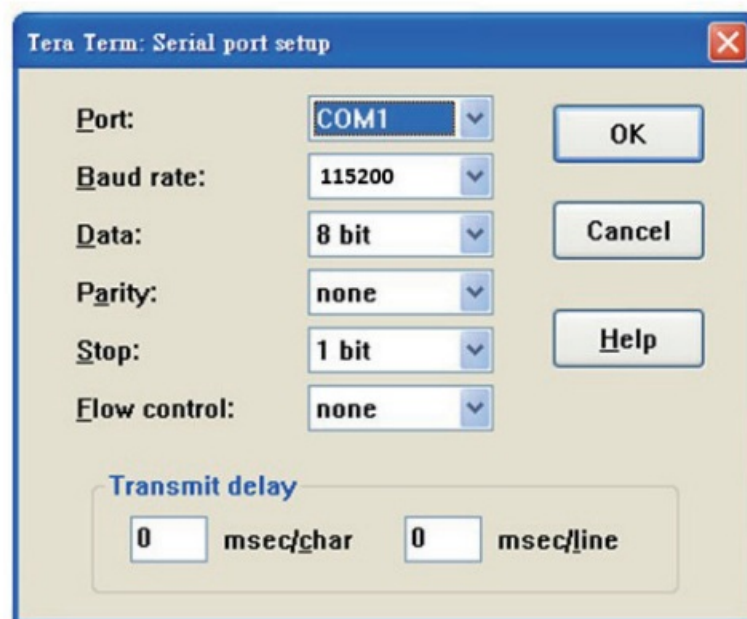 Tera Term: Serial port setup
Port: COM1
OK
Baud rate: 115200
Data: 8 bit
Cancel
Parity: none
Stop: 1 bit
Help
Flow control: none
Transmit delay
0 msec/char 0 msec/line